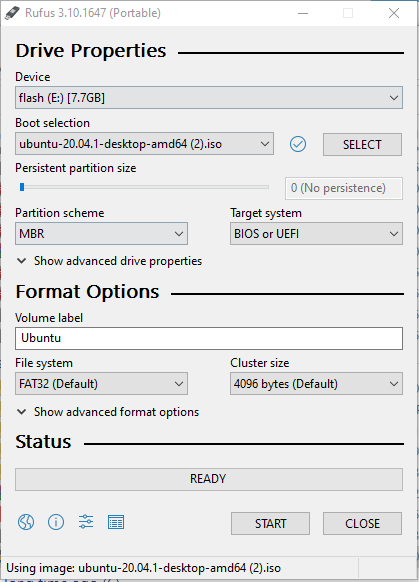 Rufus 3.10.1647 (Portable)
Drive Properties
Device
flash (E:) [7.7GB]
Boot selection
ubuntu-20.04.1-desktop-amd64 (2).iso
SELECT
Persistent partition size
0 (No persistence)
Partition scheme
Target system
MBR
BIOS or UEFI
Show advanced drive properties
Format Options
Volume label
Ubuntu
File system
Cluster size
FAT32 (Default)
4096 bytes (Default)
Show advanced format options
Status
READY
START
CLOSE
Using image: ubuntu-20.04.1-desktop-amd64 (2).iso